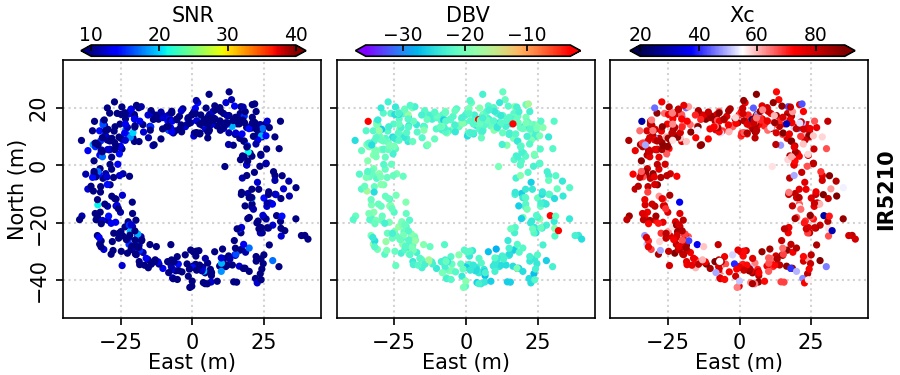 SNR DBV Xc
10 20 30 40 −30 −20 −10 20 40 60 80
20
0
−20
−40
North (m)
IR5210
−25 0 25 −25 0 25 −25 0 25
East (m) East (m) East (m)